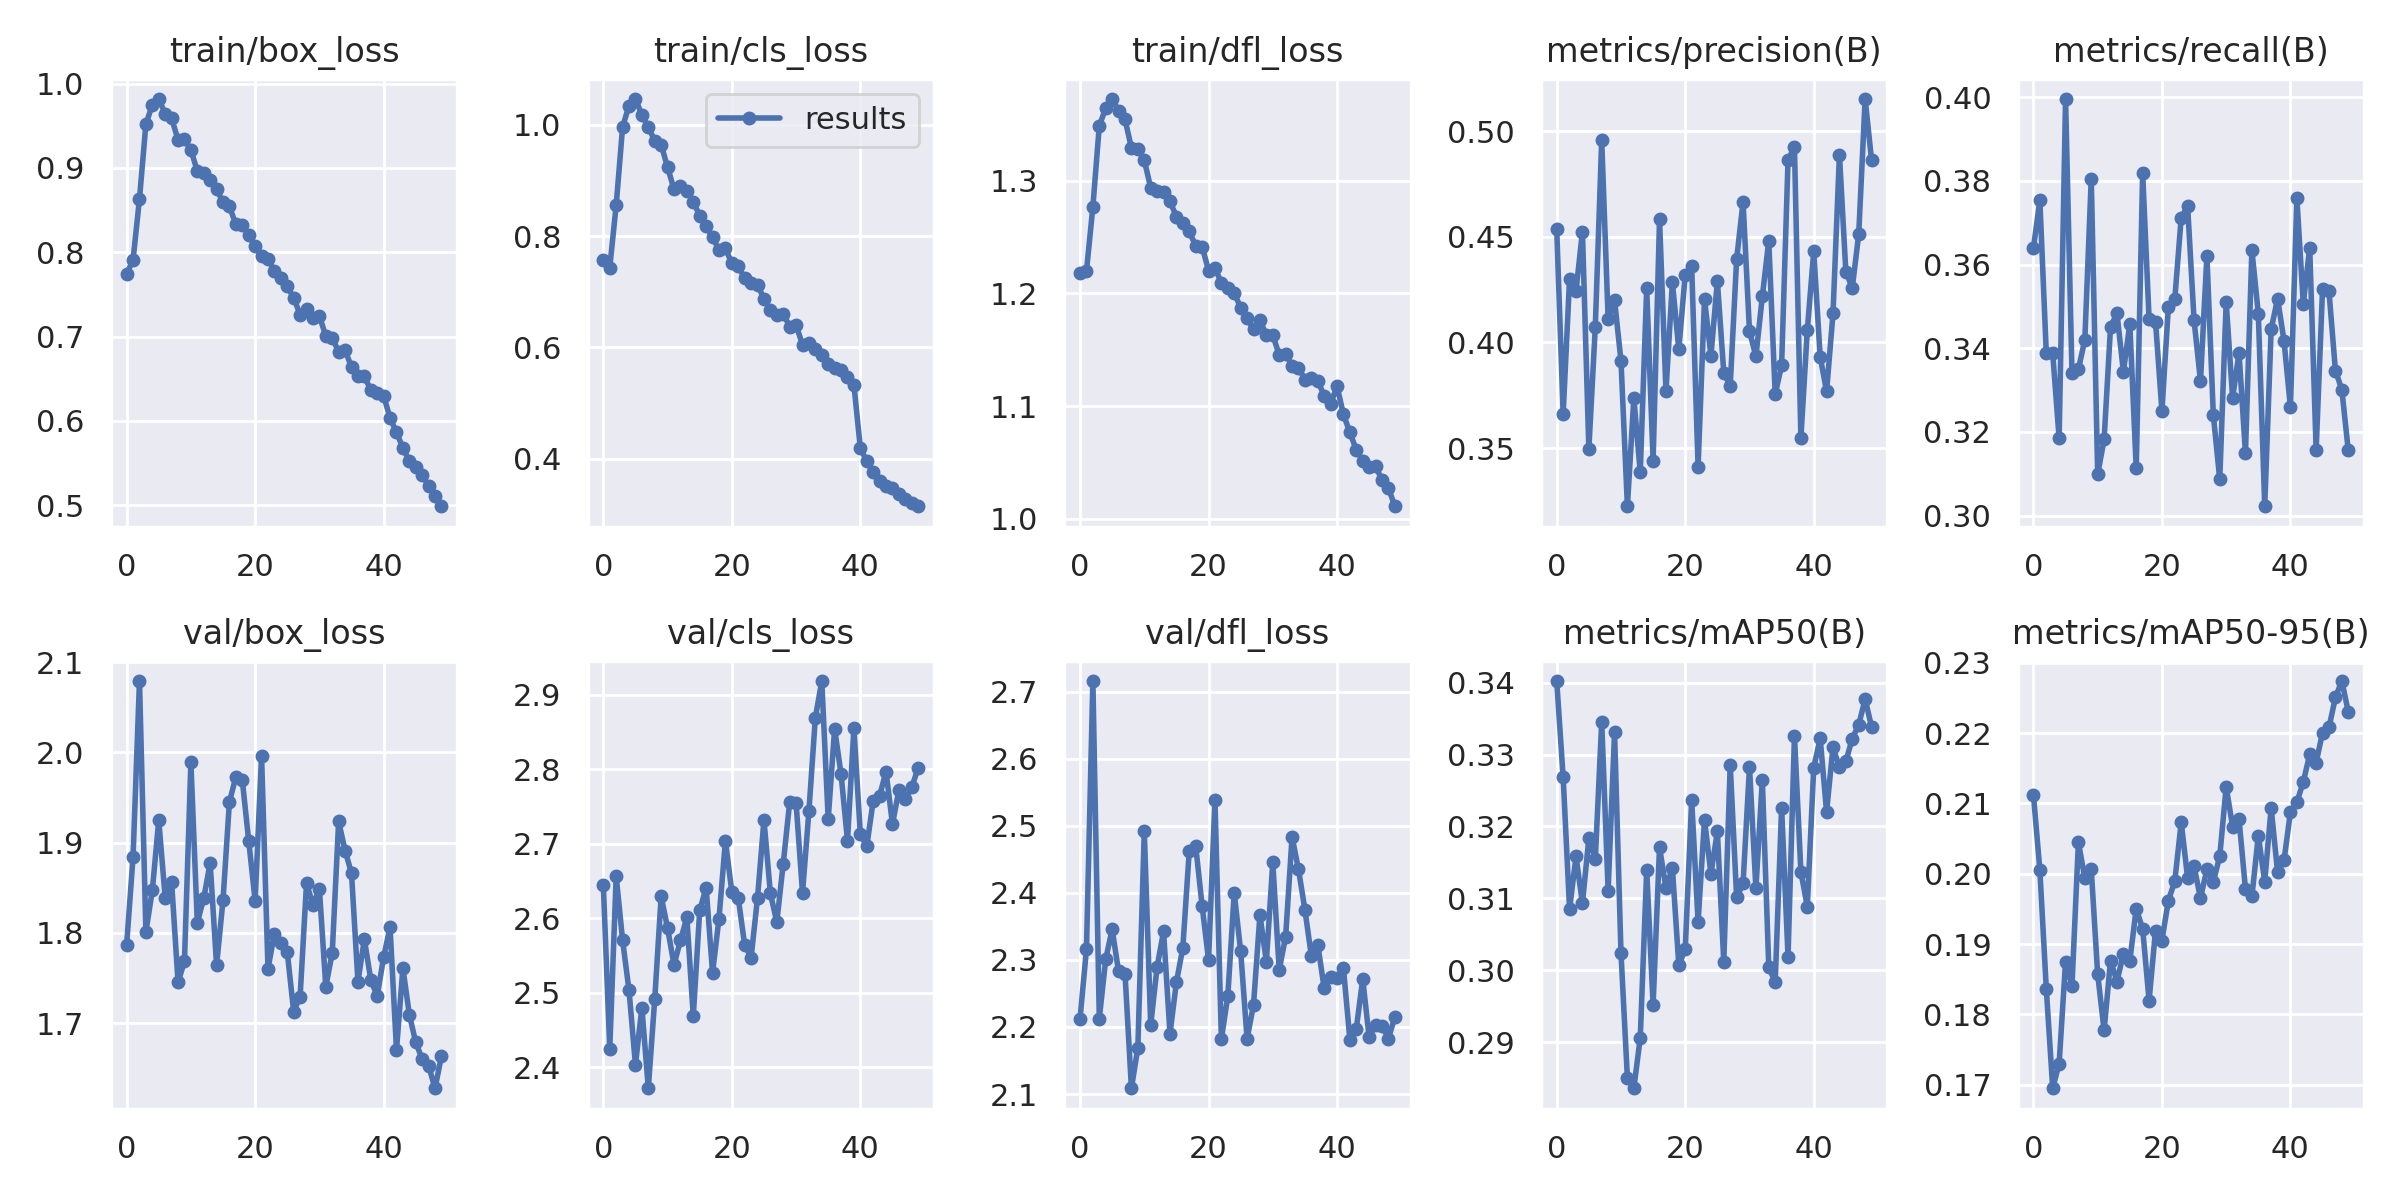 train/box_loss
1.0
0.9
0.8
0.7
0.6
0.5
0 20 40
train/cls_loss
results
1.0
0.8
0.6
0.4
0 20 40
train/dfl_loss
1.3
1.2
1.1
1.0
0 20 40
metrics/precision(B)
0.50
0.45
0.40
0.35
0 20 40
metrics/recall(B)
0.40
0.38
0.36
0.34
0.32
0.30
0 20 40
val/box_loss
2.1
2.0
1.9
1.8
1.7
0 20 40
val/cls_loss
2.9
2.8
2.7
2.6
2.5
2.4
0 20 40
val/dfl_loss
2.7
2.6
2.5
2.4
2.3
2.2
2.1
0 20 40
metrics/mAP50(B)
0.34
0.33
0.32
0.31
0.30
0.29
0 20 40
metrics/mAP50-95(B)
0.23
0.22
0.21
0.20
0.19
0.18
0.17
0 20 40